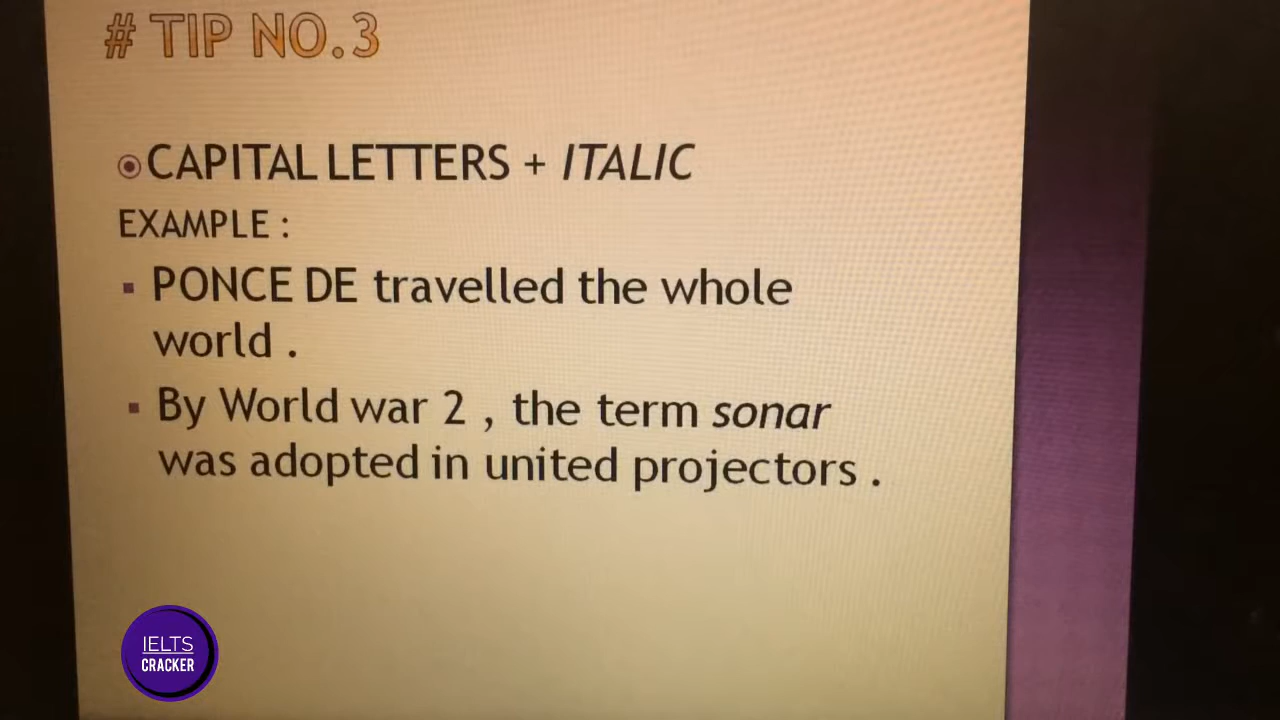 # TIP NO.3
CAPITAL LETTERS + ITALIC
EXAMPLE :
PONCE DE travelled the whole
world .
By World war 2 , the term sonar
was adopted in united projectors .
IELTS
CRACKER